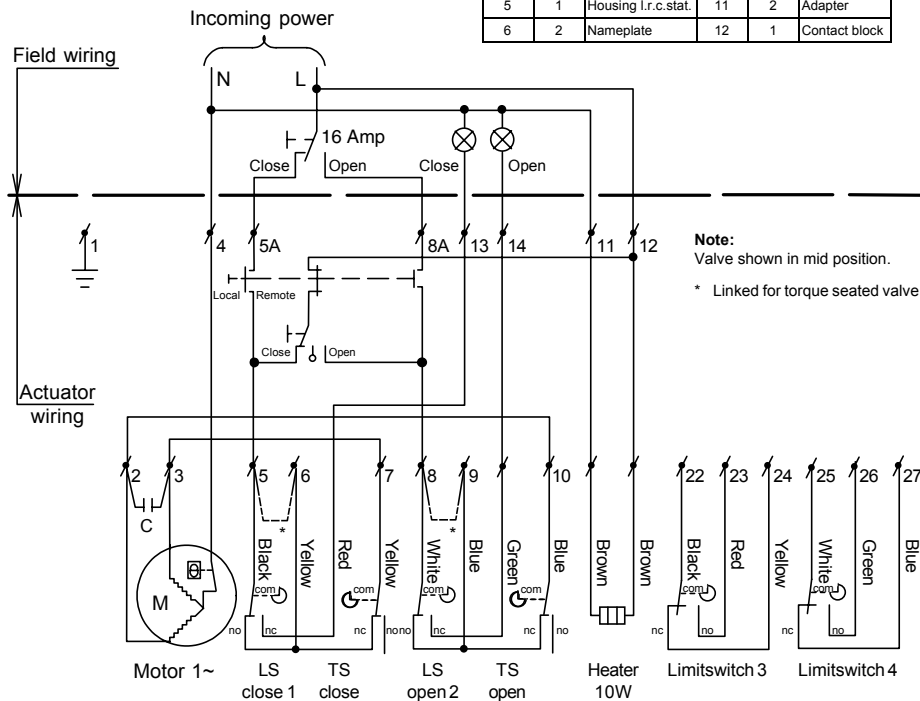 5 1 Housing l.r.c.stat. 11 2 Adapter
6 2 Nameplate 12 1 Contact block
Incoming power
Field wiring
N L
16 Amp
Close Open Close Open
1 4 5A 8A 13 14 11 12
Note:
Valve shown in mid position.
* Linked for torque seated valve
Local Remote
Close Open
Actuator
wiring
2 3 5 6 7 8 9 10 22 23 24 25 26 27
C * *
Black Yellow Red Yellow White Blue Green Blue Brown Brown Black Red Yellow White Green Blue
com com com com com com
M
no nc nc no no nc nc no nc no nc no
Motor 1~ LS TS LS TS Heater Limitswitch 3 Limitswitch 4
close 1 close open 2 open 10W